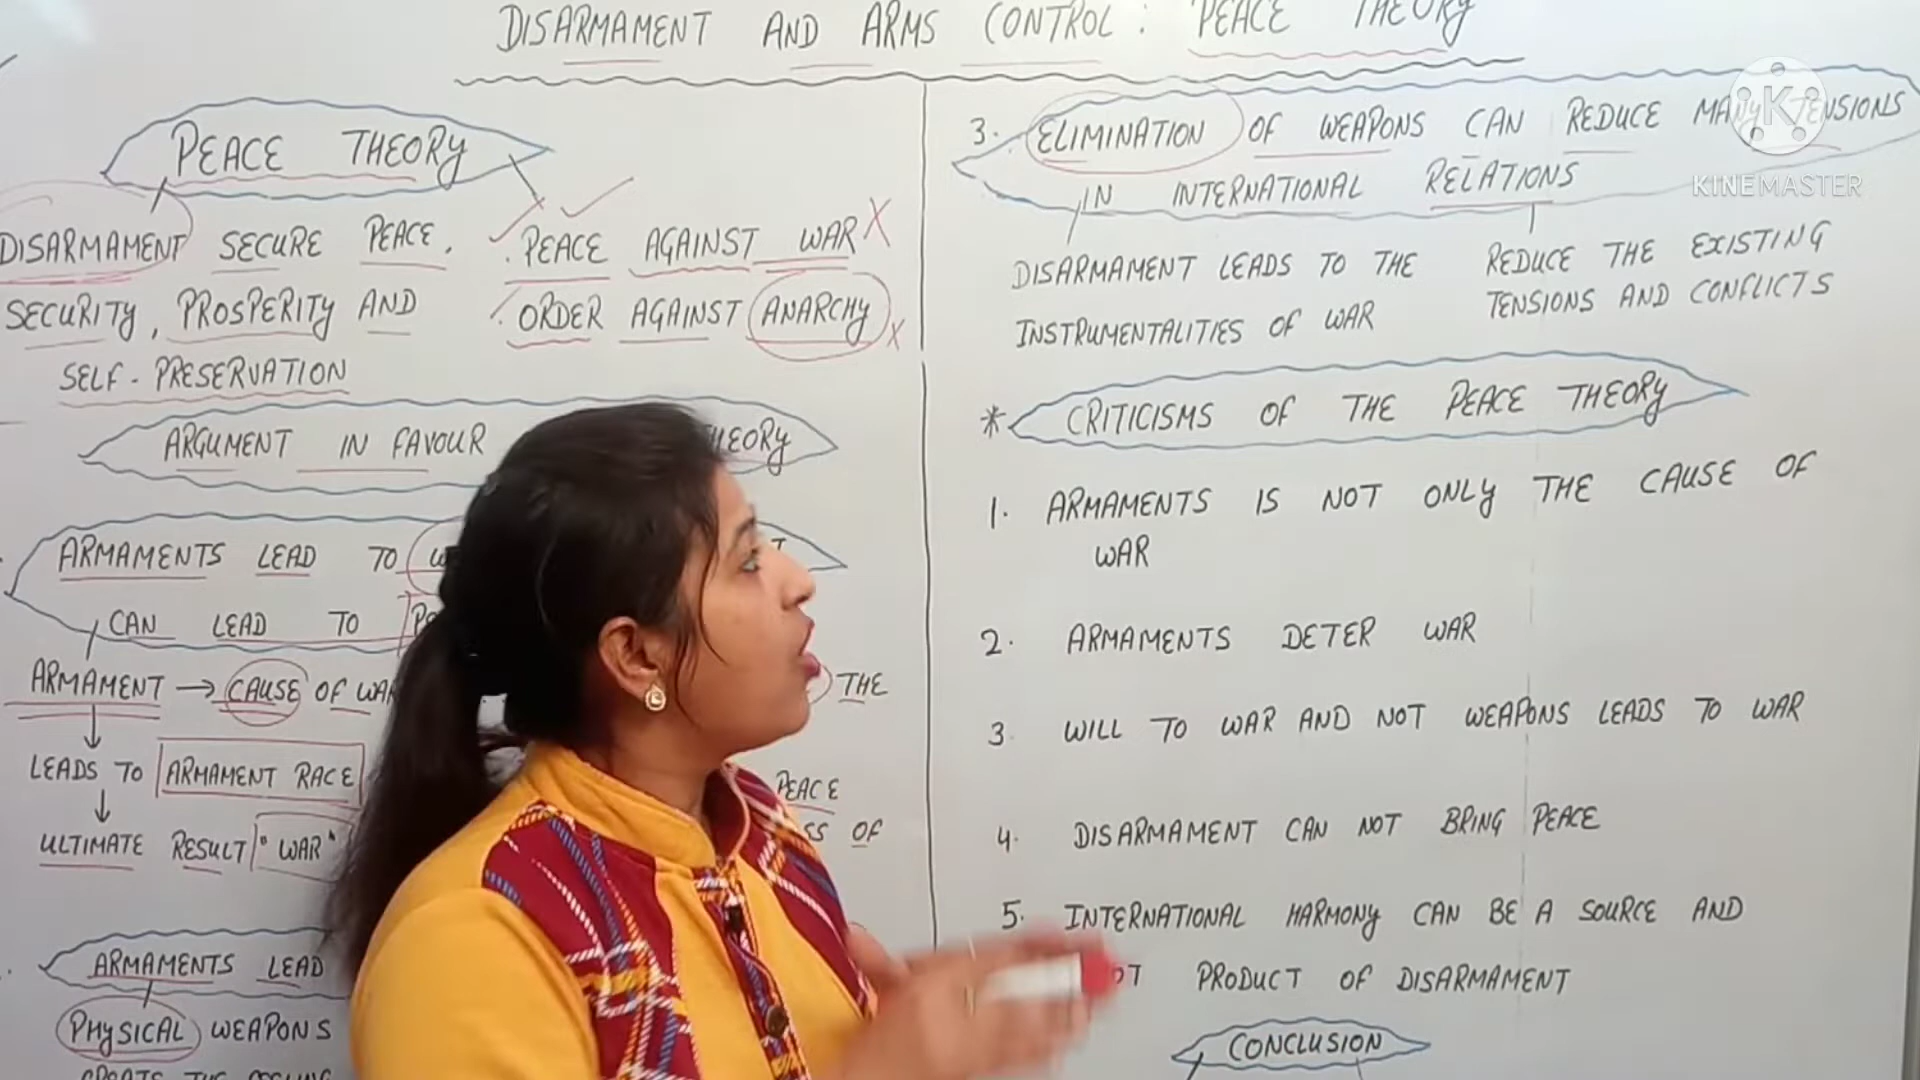 DISARMAMENT AND ARMS CONTROL : PEACE THEORY
PEACE THEORY
DISARMAMENT SECURE PEACE,
SECURITY, PROSPERITY AND
SELF-PRESERVATION
PEACE AGAINST WAR X
ORDER AGAINST ANARCHY X
ARGUMENT IN FAVOUR
ARMAMENTS LEAD TO
CAN LEAD TO
ARMAMENT → CAUSE OF WAR
THE
LEADS TO ARMAMENT RACE
PEACE
ULTIMATE RESULT "WAR"
OF
ARMAMENTS LEAD
PHYSICAL WEAPONS
3. ELIMINATION OF WEAPONS CAN REDUCE MANY TENSIONS
IN INTERNATIONAL RELATIONS
KINEMASTER
DISARMAMENT LEADS TO THE
INSTRUMENTALITIES OF WAR
REDUCE THE EXISTING
TENSIONS AND CONFLICTS
* CRITICISMS OF THE PEACE THEORY
1. ARMAMENTS IS NOT ONLY THE CAUSE OF
WAR
2. ARMAMENTS DETER WAR
3. WILL TO WAR AND NOT WEAPONS LEADS TO WAR
4. DISARMAMENT CAN NOT BRING PEACE
5. INTERNATIONAL HARMONY CAN BE A SOURCE AND
PRODUCT OF DISARMAMENT
CONCLUSION